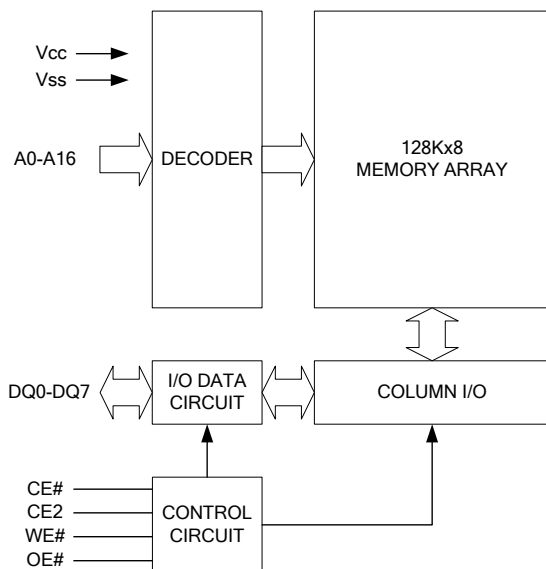 Vcc
Vss
A0-A16
DECODER
128Kx8
MEMORY ARRAY
DQ0-DQ7
I/O DATA
CIRCUIT
COLUMN I/O
CE#
CE2
WE#
OE#
CONTROL
CIRCUIT